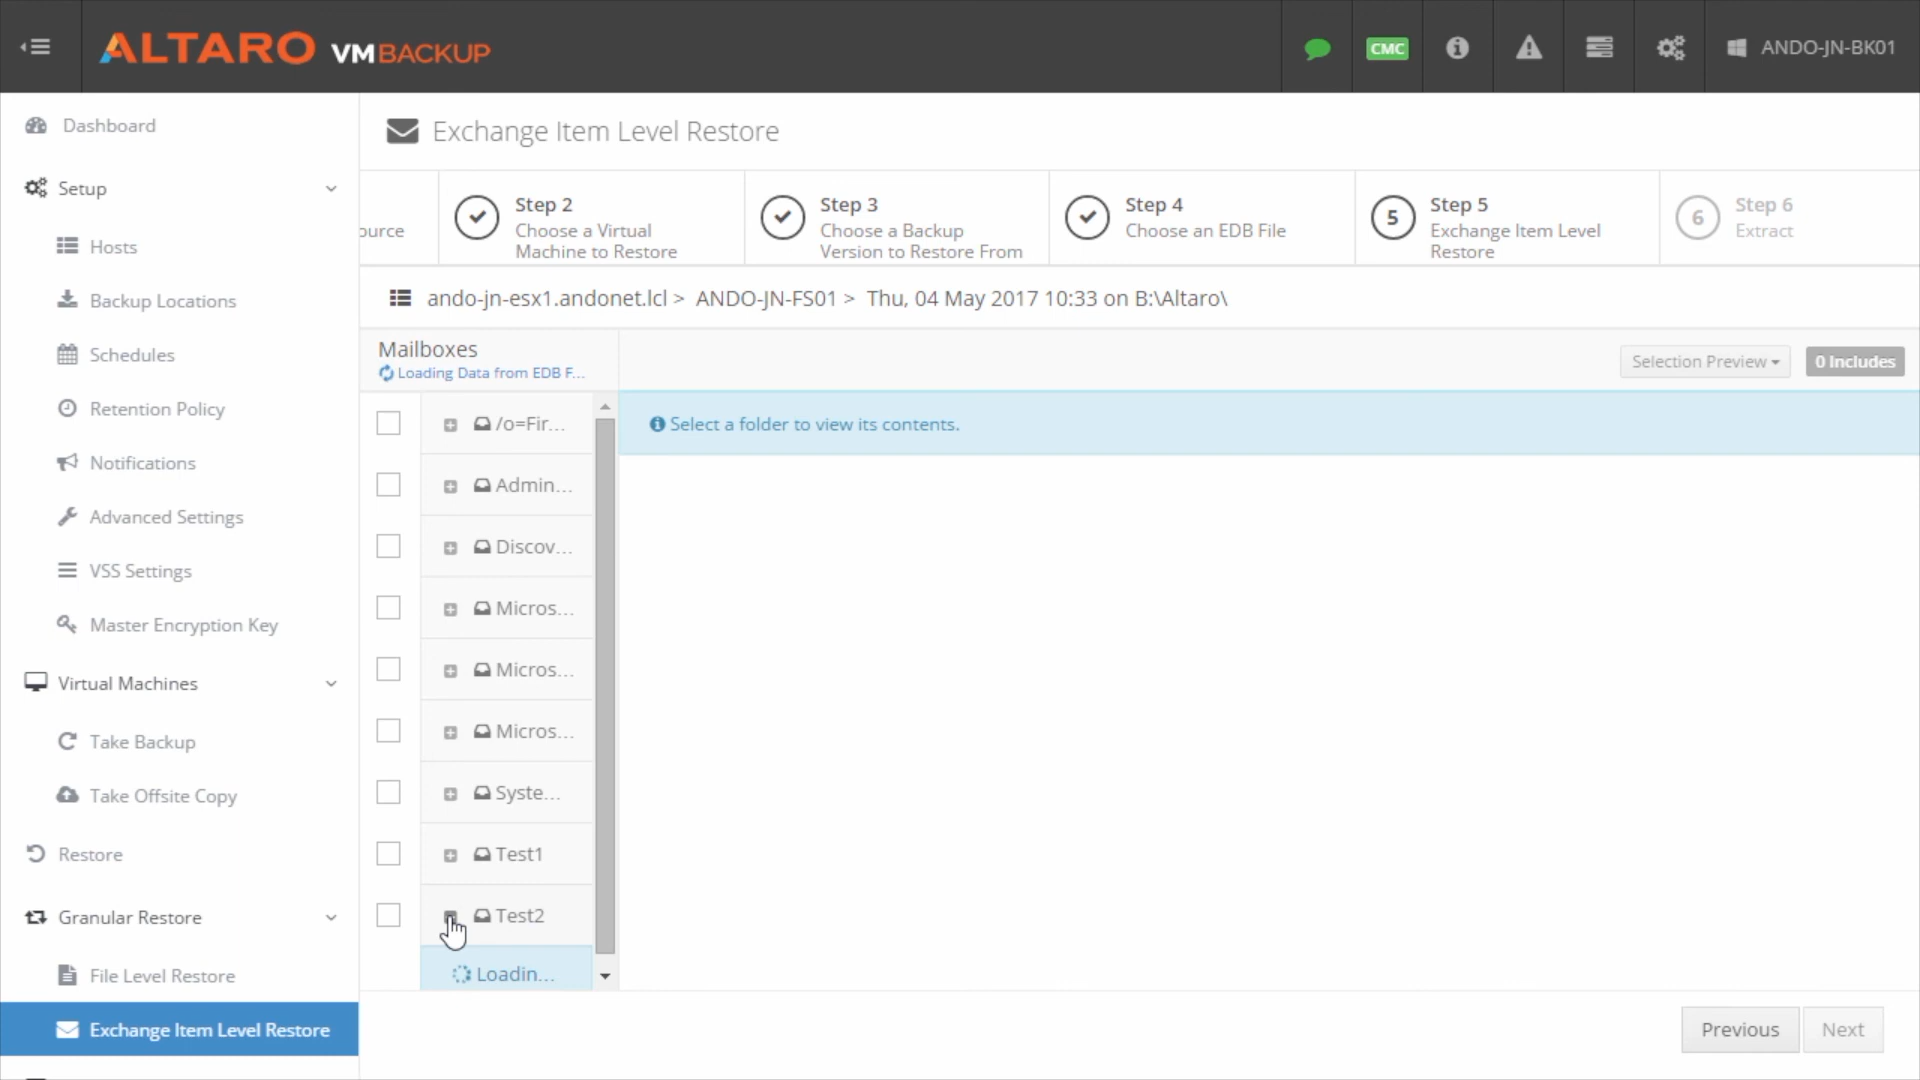 ALTARO VMBACKUP
CMC
ANDO-JN-BK01
Dashboard
Setup
Hosts
Backup Locations
Schedules
Retention Policy
Notifications
Advanced Settings
VSS Settings
Master Encryption Key
Virtual Machines
Take Backup
Take Offsite Copy
Restore
Granular Restore
File Level Restore
Exchange Item Level Restore
Exchange Item Level Restore
ource
Step 2
Choose a Virtual
Machine to Restore
Step 3
Choose a Backup
Version to Restore From
Step 4
Choose an EDB File
5
Step 5
Exchange Item Level
Restore
6
Step 6
Extract
ando-jn-esx1.andonet.lcl > ANDO-JN-FS01 > Thu, 04 May 2017 10:33 on B:\Altaro\
Mailboxes
Loading Data from EDB F...
Selection Preview
0 Includes
/o=Fir...
Admin...
Discov...
Micros...
Micros...
Micros...
Syste...
Test1
Test2
Loadin...
Select a folder to view its contents.
Previous
Next